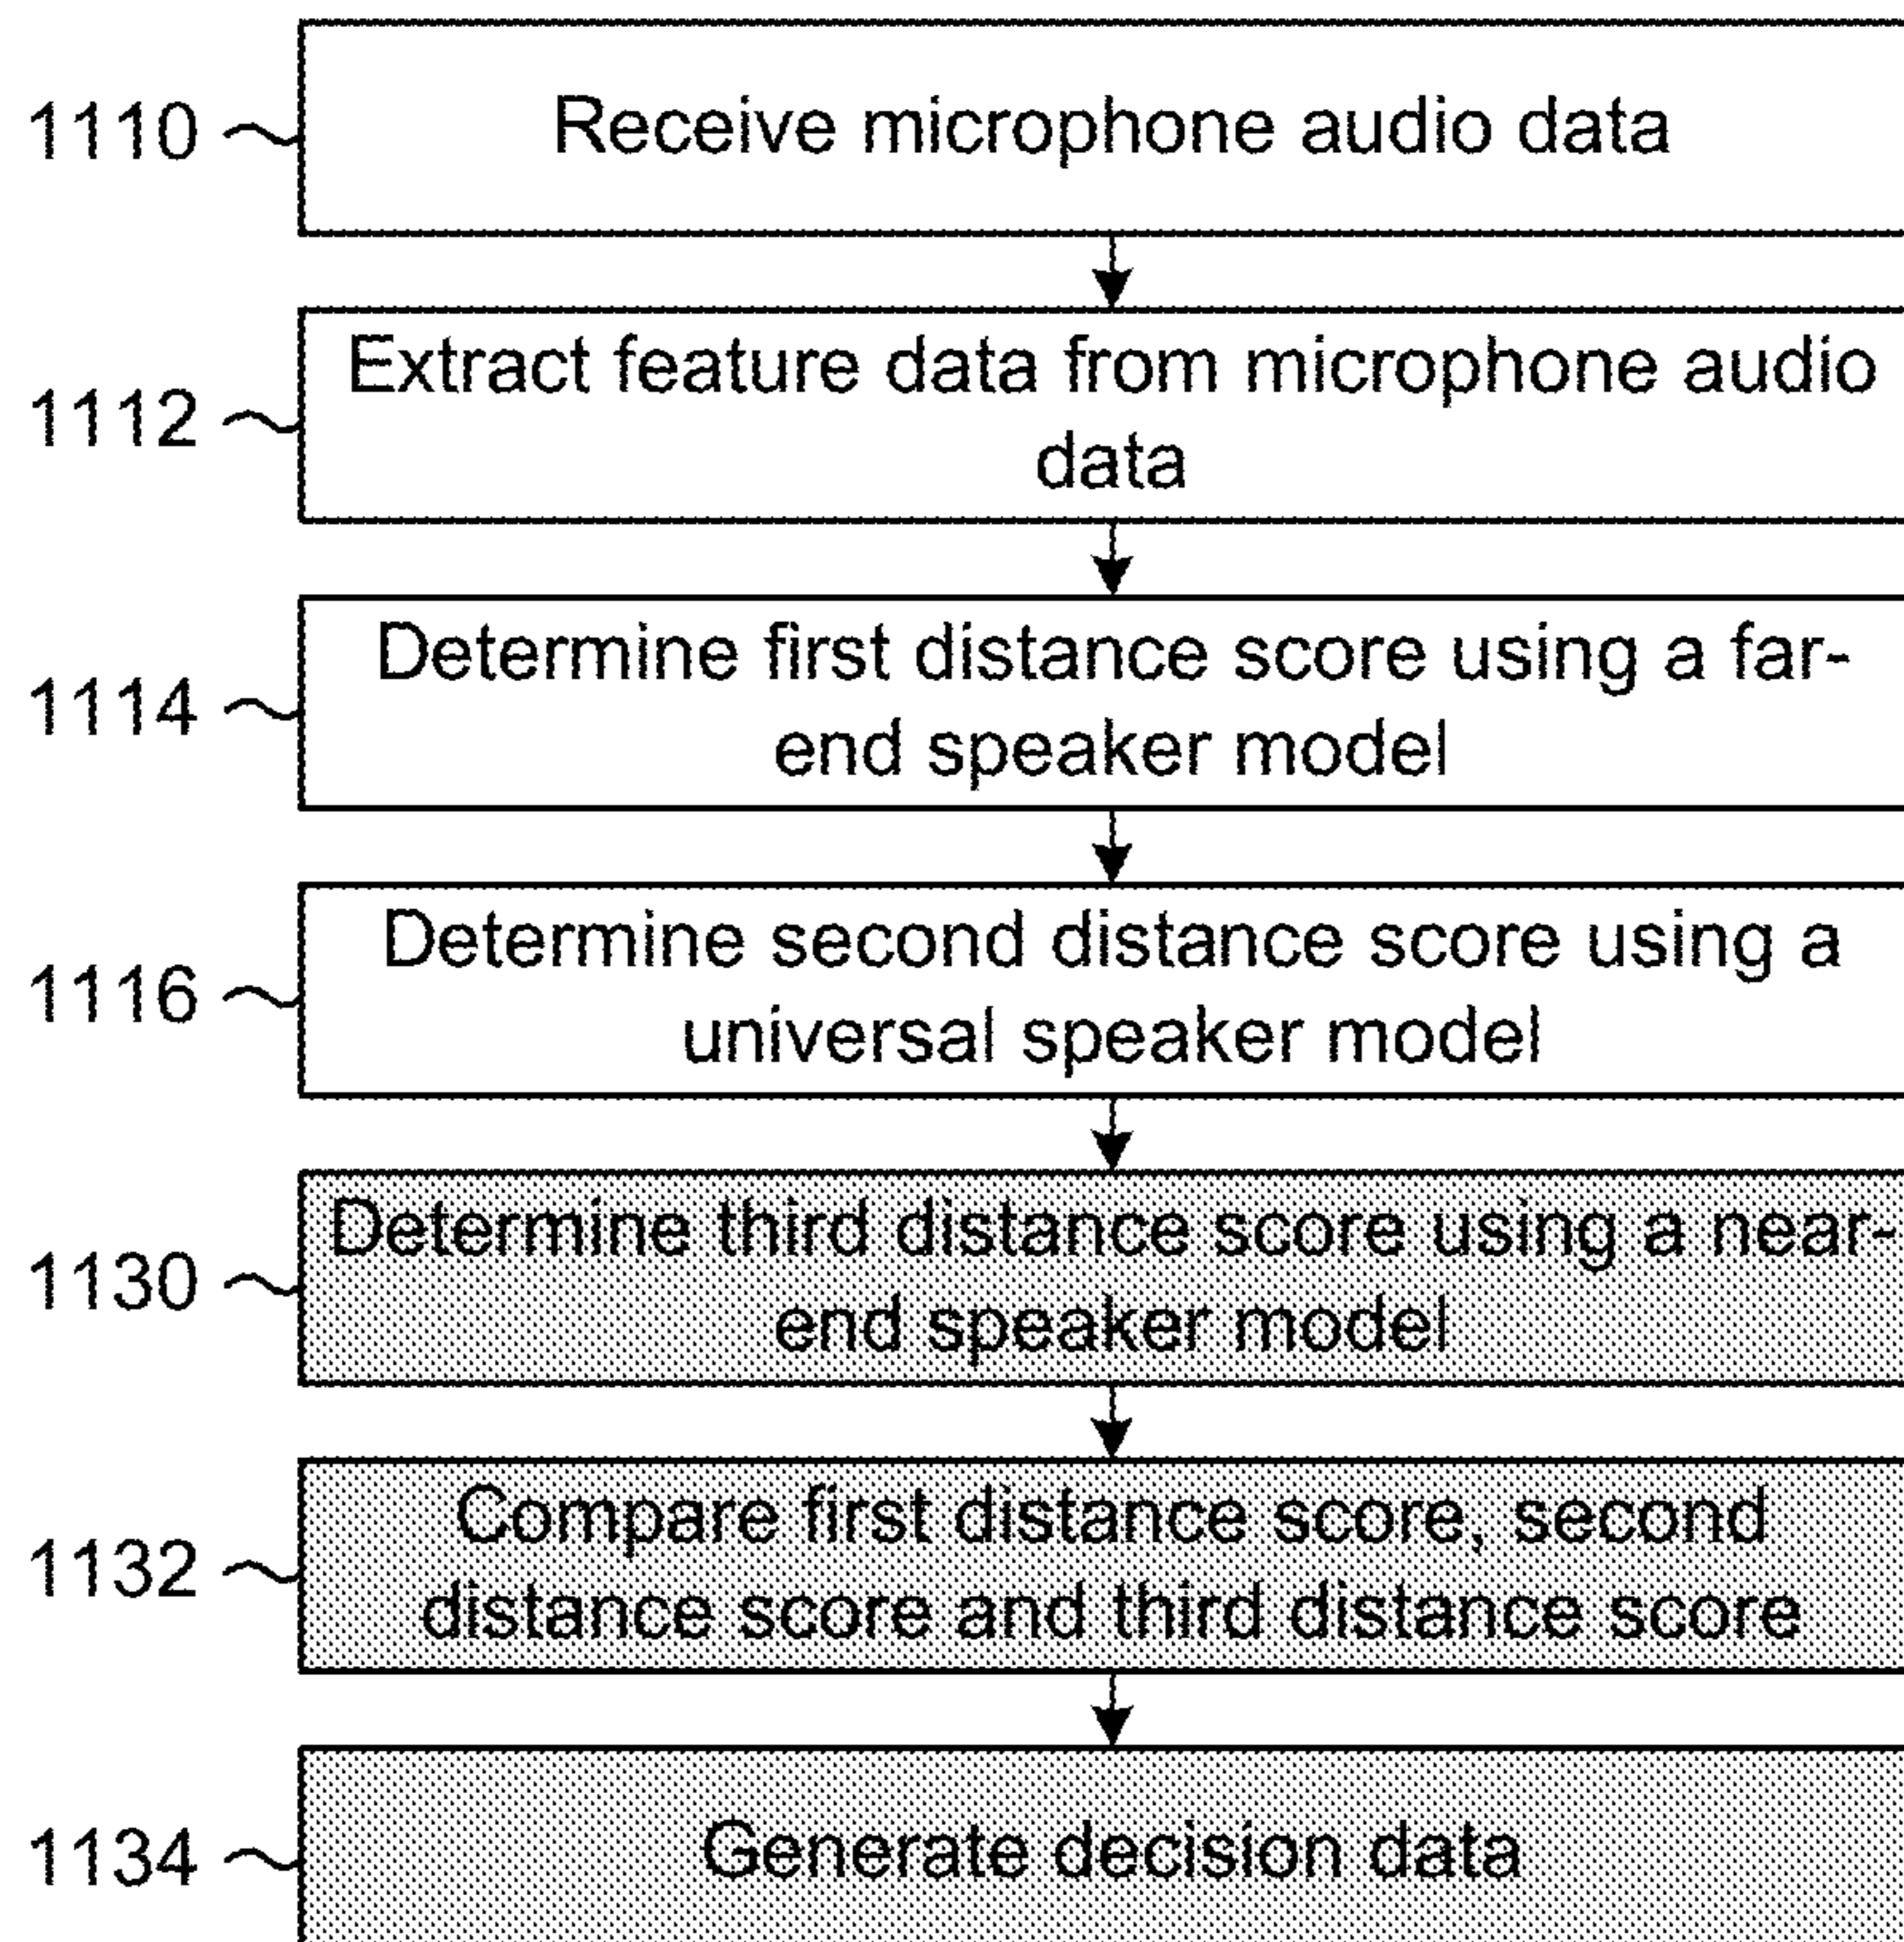 1110
Receive microphone audio data
1112
Extract feature data from microphone audio
data
1114
Determine first distance score using a far-
end speaker model
1116
Determine second distance score using a
universal speaker model
1130
Determine third distance score using a near-
end speaker model
1132
Compare first distance score, second
distance score and third distance score
1134
Generate decision data